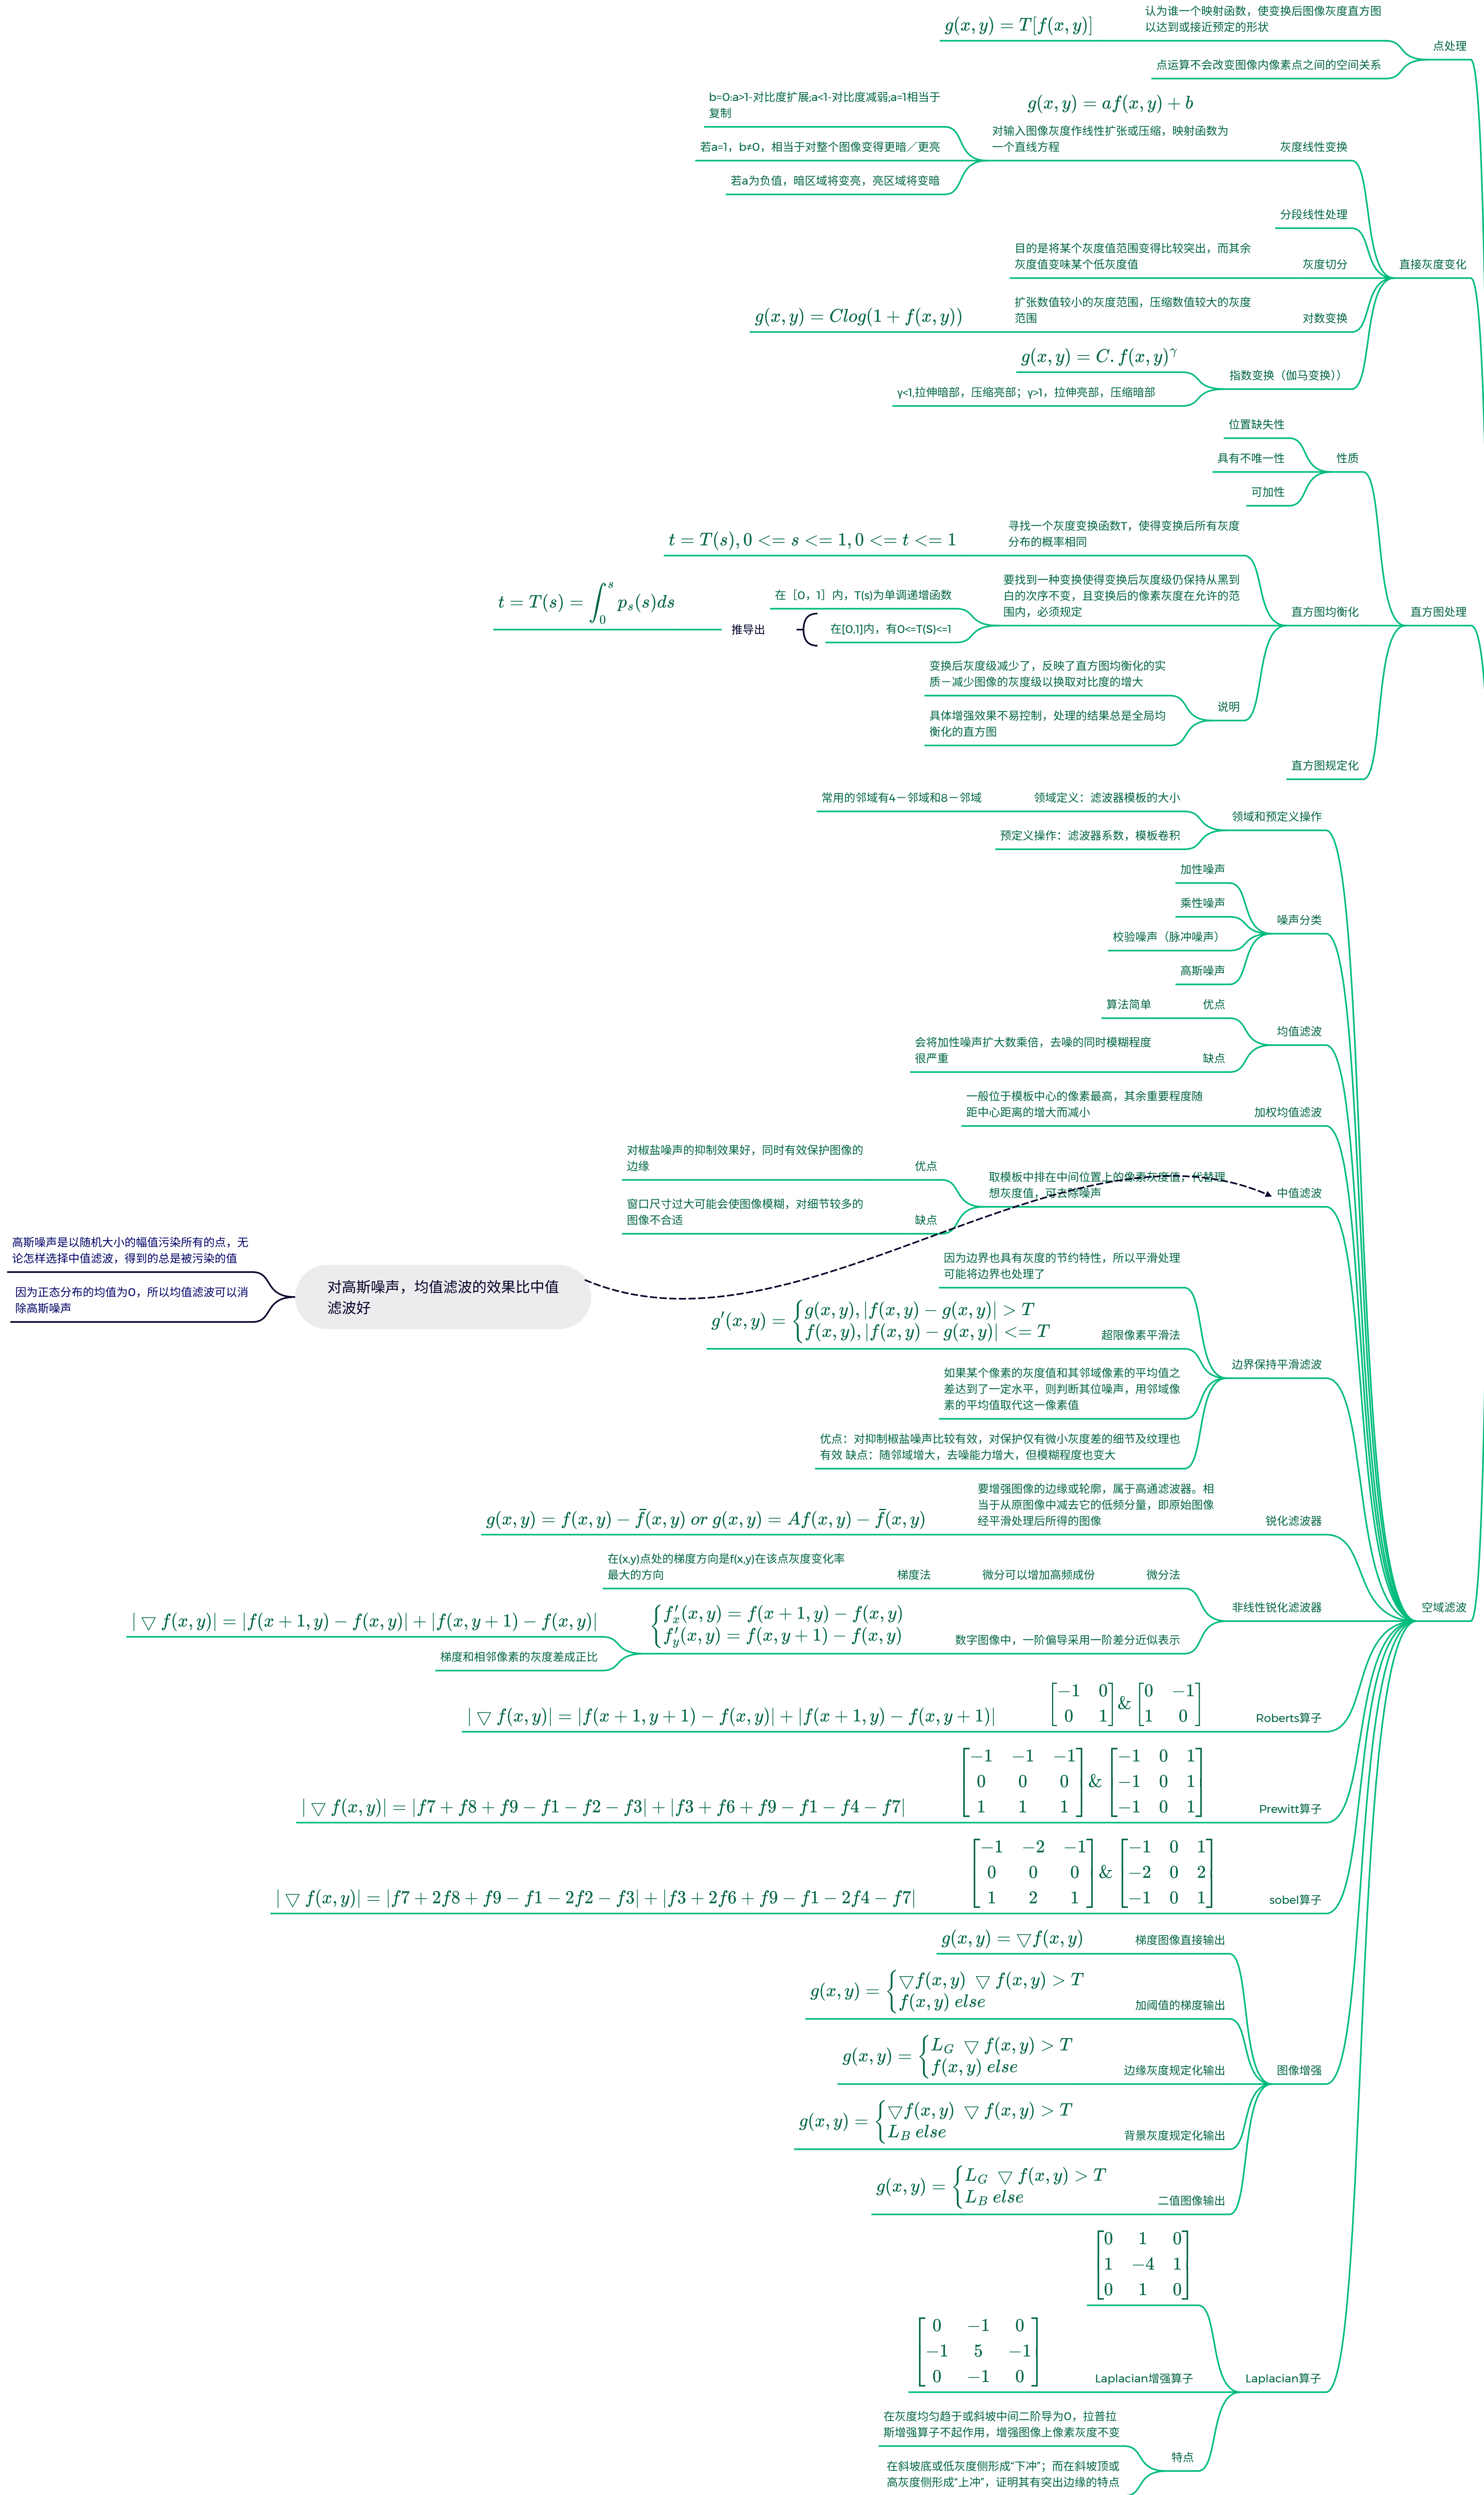 点处理
认为谁一个映射函数，使变换后图像灰度直方图
以达到或接近预定的形状
g(x,y) = T[f(x,y)]
点运算不会改变图像内像素点之间的空间关系
直接灰度变化
灰度线性变换
g(x,y) = af(x,y) + b
对输入图像灰度作线性扩张或压缩，映射函数为
一个直线方程
b=0:a>1-对比度扩展;a<1-对比度减弱;a=1相当于
复制
若a=1，b≠0，相当于对整个图像变得更暗／更亮
若a为负值，暗区域将变亮，亮区域将变暗
分段线性处理
灰度切分
目的是将某个灰度值范围变得比较突出，而其余
灰度值变味某个低灰度值
对数变换
扩张数值较小的灰度范围，压缩数值较大的灰度
范围
g(x,y) = Clog(1 + f(x,y))
指数变换（伽马变换））
g(x,y) = C.f(x,y)^γ
γ<1,拉伸暗部，压缩亮部；γ>1，拉伸亮部，压缩暗部
直方图处理
性质
位置缺失性
具有不唯一性
可加性
直方图均衡化
寻找一个灰度变换函数T，使得变换后所有灰度
分布的概率相同
t = T(s), 0 <= s <= 1, 0 <= t <= 1
要找到一种变换使得变换后灰度级仍保持从黑到
白的次序不变，且变换后的像素灰度在允许的范
围内，必须规定
在［0，1］内，T(s)为单调递增函数
在[0,1]内，有0<=T(S)<=1
推导出
t = T(s) = ∫_0^s p_s(s)ds
说明
变换后灰度级减少了，反映了直方图均衡化的实
质－减少图像的灰度级以换取对比度的增大
具体增强效果不易控制，处理的结果总是全局均
衡化的直方图
直方图规定化
空域滤波
领域和预定义操作
领域定义：滤波器模板的大小
常用的邻域有4－邻域和8－邻域
预定义操作：滤波器系数，模板卷积
噪声分类
加性噪声
乘性噪声
校验噪声（脉冲噪声）
高斯噪声
均值滤波
优点
算法简单
缺点
会将加性噪声扩大数乘倍，去噪的同时模糊程度
很严重
加权均值滤波
一般位于模板中心的像素最高，其余重要程度随
距中心距离的增大而减小
中值滤波
取模板中排在中间位置上的像素灰度值，代替理
想灰度值，可去除噪声
优点
对椒盐噪声的抑制效果好，同时有效保护图像的
边缘
缺点
窗口尺寸过大可能会使图像模糊，对细节较多的
图像不合适
对高斯噪声，均值滤波的效果比中值
滤波好
高斯噪声是以随机大小的幅值污染所有的点，无
论怎样选择中值滤波，得到的总是被污染的值
因为正态分布的均值为0，所以均值滤波可以消
除高斯噪声
边界保持平滑滤波
因为边界也具有灰度的节约特性，所以平滑处理
可能将边界也处理了
超限像素平滑法
g′(x,y) = { g(x,y), |f(x,y) − g(x,y)| > T
f(x,y), |f(x,y) − g(x,y)| <= T
如果某个像素的灰度值和其邻域像素的平均值之
差达到了一定水平，则判断其位噪声，用邻域像
素的平均值取代这一像素值
优点：对抑制椒盐噪声比较有效，对保护仅有微小灰度差的细节及纹理也
有效 缺点：随邻域增大，去噪能力增大，但模糊程度也变大
锐化滤波器
要增强图像的边缘或轮廓，属于高通滤波器。相
当于从原图像中减去它的低频分量，即原始图像
经平滑处理后所得的图像
g(x,y) = f(x,y) − f̄(x,y) or g(x,y) = Af(x,y) − f̄(x,y)
非线性锐化滤波器
微分法
微分可以增加高频成份
梯度法
在(x,y)点处的梯度方向是f(x,y)在该点灰度变化率
最大的方向
数字图像中，一阶偏导采用一阶差分近似表示
{ f′_x(x,y) = f(x+1,y) − f(x,y)
f′_y(x,y) = f(x,y+1) − f(x,y)
| ▽ f(x,y)| = |f(x+1,y) − f(x,y)| + |f(x,y+1) − f(x,y)|
梯度和相邻像素的灰度差成正比
Roberts算子
[−1 0] & [0 −1]
[0 1] [1 0]
| ▽ f(x,y)| = |f(x+1,y+1) − f(x,y)| + |f(x+1,y) − f(x,y+1)|
Prewitt算子
[−1 −1 −1] [−1 0 1]
[0 0 0] & [−1 0 1]
[1 1 1] [−1 0 1]
| ▽ f(x,y)| = |f7 + f8 + f9 − f1 − f2 − f3| + |f3 + f6 + f9 − f1 − f4 − f7|
sobel算子
[−1 −2 −1] [−1 0 1]
[0 0 0] & [−2 0 2]
[1 2 1] [−1 0 1]
| ▽ f(x,y)| = |f7 + 2f8 + f9 − f1 − 2f2 − f3| + |f3 + 2f6 + f9 − f1 − 2f4 − f7|
图像增强
梯度图像直接输出
g(x,y) = ▽f(x,y)
加阈值的梯度输出
g(x,y) = { ▽f(x,y) ▽ f(x,y) > T
f(x,y) else
边缘灰度规定化输出
g(x,y) = { L_G ▽ f(x,y) > T
f(x,y) else
背景灰度规定化输出
g(x,y) = { ▽f(x,y) ▽ f(x,y) > T
L_B else
二值图像输出
g(x,y) = { L_G ▽ f(x,y) > T
L_B else
Laplacian算子
[0 1 0]
[1 −4 1]
[0 1 0]
Laplacian增强算子
[0 −1 0]
[−1 5 −1]
[0 −1 0]
特点
在灰度均匀趋于或斜坡中间二阶导为0，拉普拉
斯增强算子不起作用，增强图像上像素灰度不变
在斜坡底或低灰度侧形成“下冲”；而在斜坡顶或
高灰度侧形成“上冲”，证明其有突出边缘的特点